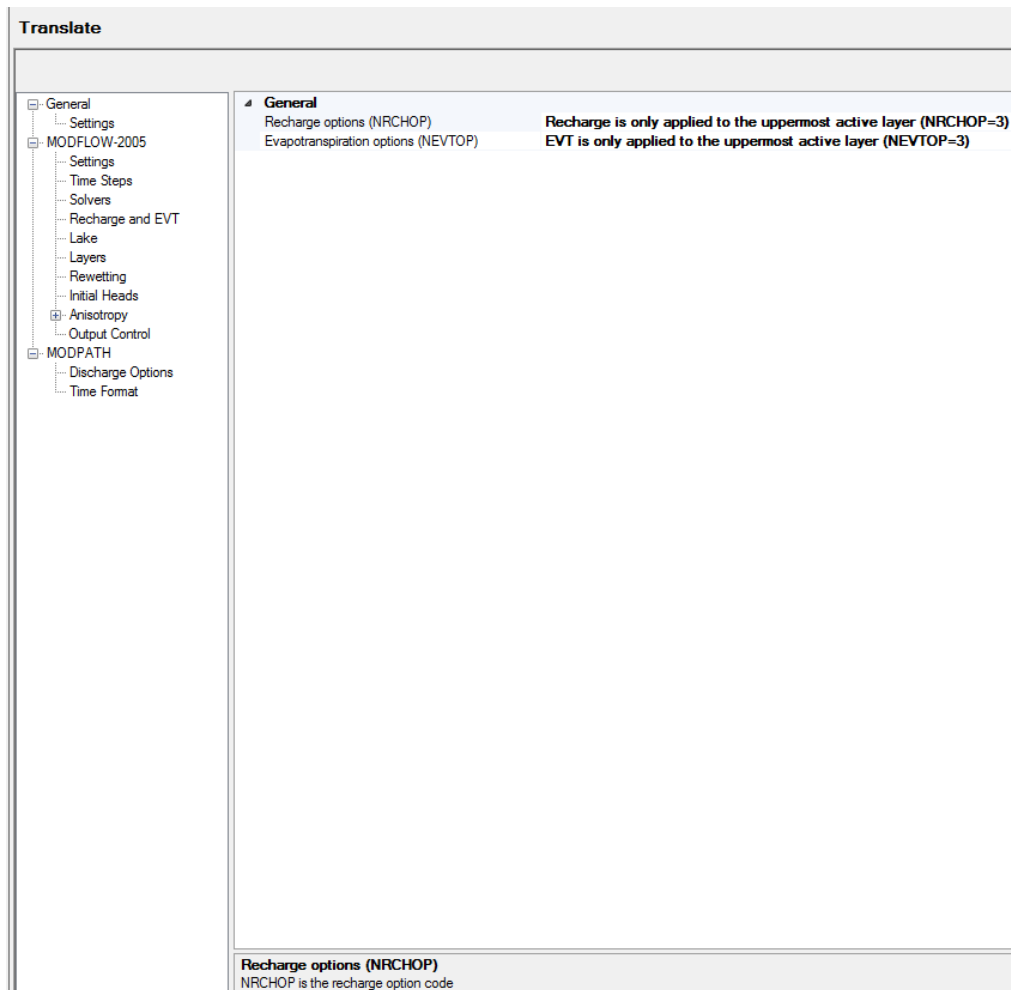 Translate
General
Settings
MODFLOW-2005
Settings
Time Steps
Solvers
Recharge and EVT
Lake
Layers
Rewetting
Initial Heads
Anisotropy
Output Control
MODPATH
Discharge Options
Time Format
General
Recharge options (NRCHOP) Recharge is only applied to the uppermost active layer (NRCHOP=3)
Evapotranspiration options (NEVTOP) EVT is only applied to the uppermost active layer (NEVTOP=3)
Recharge options (NRCHOP)
NRCHOP is the recharge option code